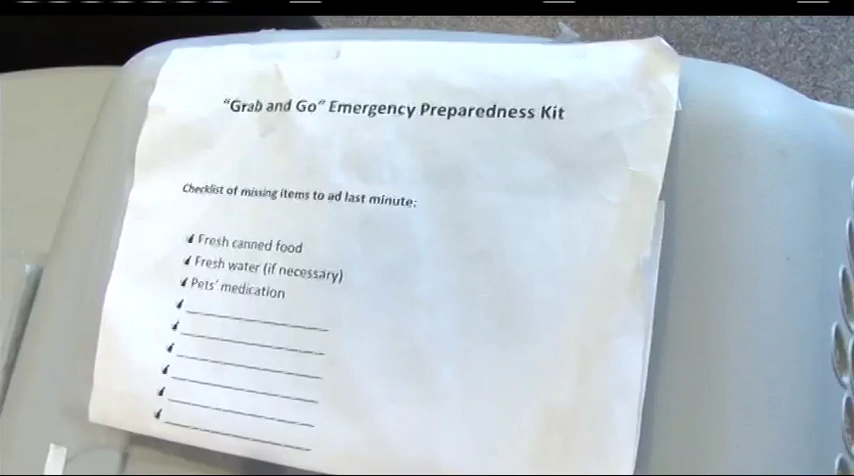 "Grab and Go" Emergency Preparedness Kit
Checklist of missing items to ad last minute:
Fresh canned food
Fresh water (if necessary)
Pets' medication